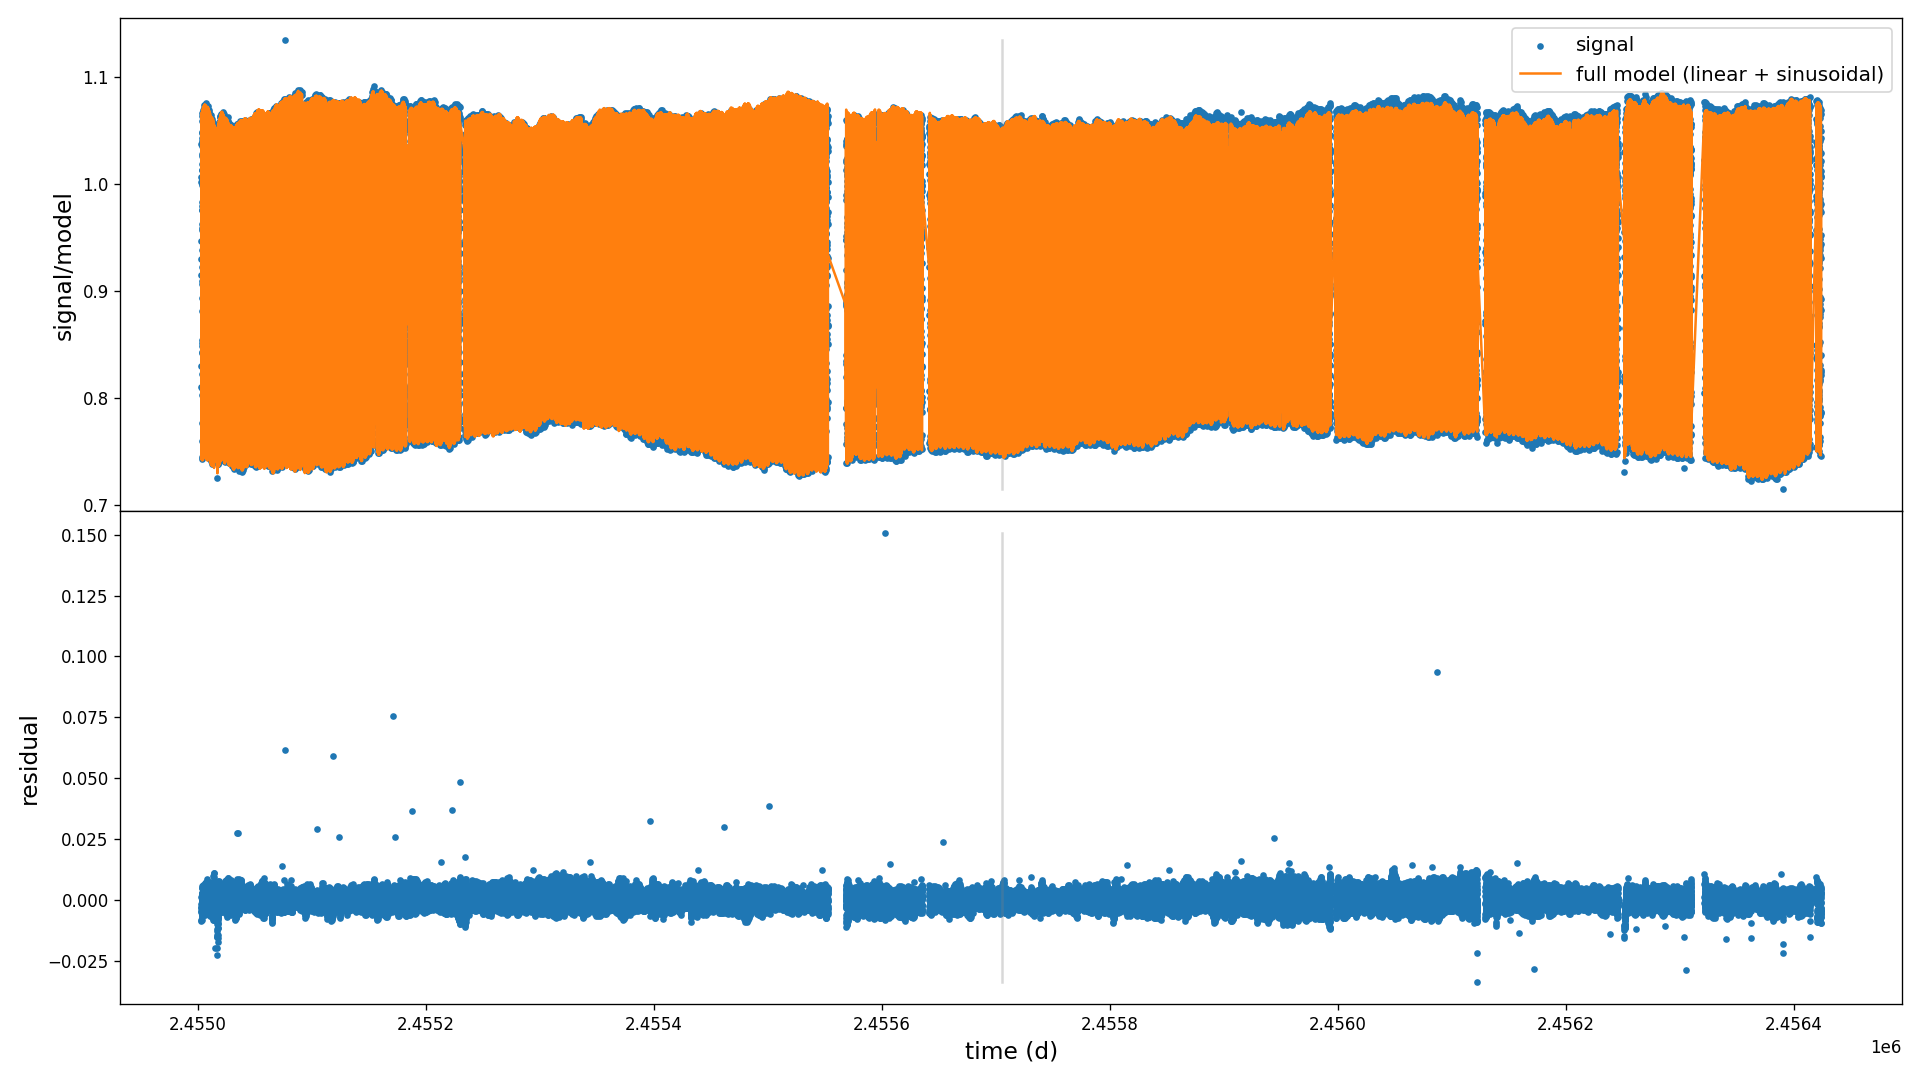 signal
full model (linear + sinusoidal)
signal/model
1.1
1.0
0.9
0.8
0.7
residual
0.150
0.125
0.100
0.075
0.050
0.025
0.000
−0.025
2.4550 2.4552 2.4554 2.4556 2.4558 2.4560 2.4562 2.4564
1e6
time (d)